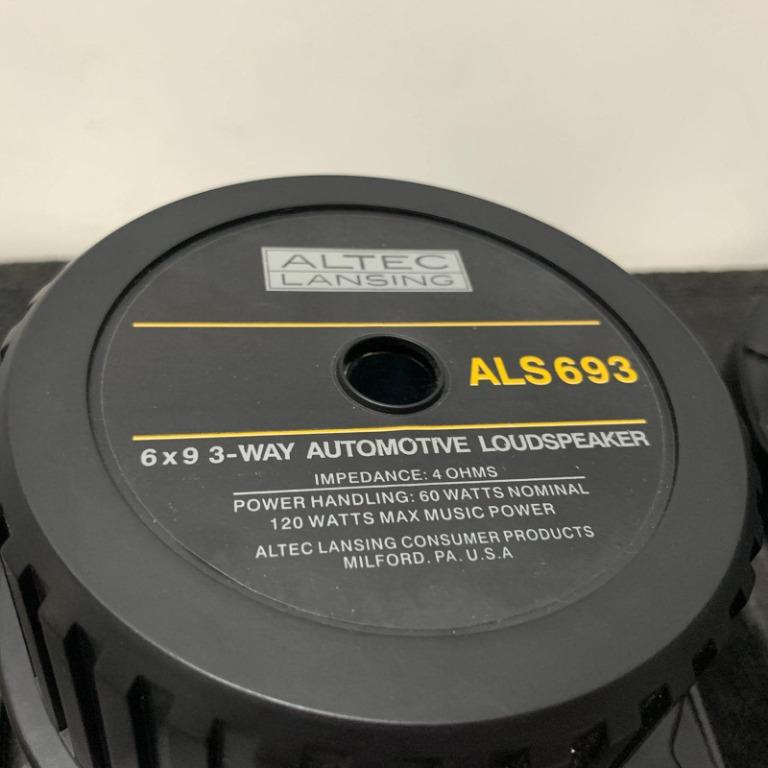 ALTEC
LANSING
ALS693
6x9 3-WAY AUTOMOTIVE LOUDSPEAKER
IMPEDANCE: 4 OHMS
POWER HANDLING: 60 WATTS NOMINAL
120 WATTS MAX MUSIC POWER
ALTEC LANSING CONSUMER PRODUCTS
MILFORD. PA. U.S.A